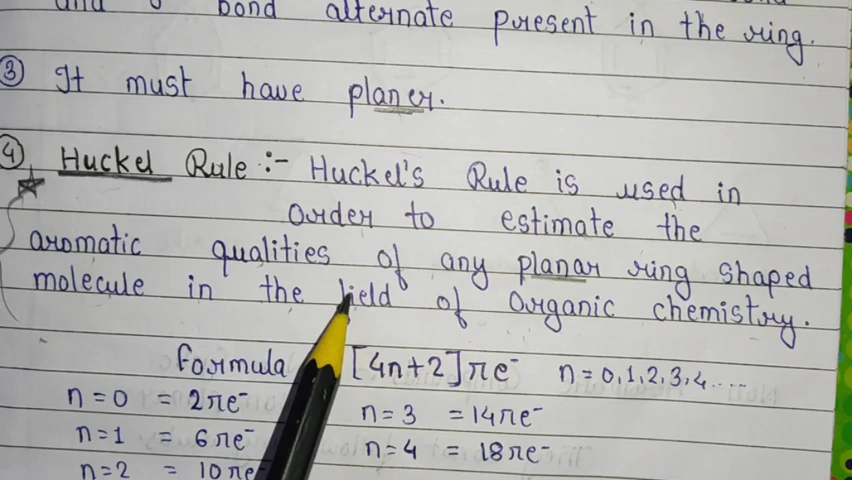 and σ bond alternate present in the ring.
③ It must have planer.
④ Huckel Rule :- Huckel's Rule is used in
order to estimate the
aromatic qualities of any planar ring shaped
molecule in the field of organic chemistry.
Formula [4n+2]πe⁻ n=0,1,2,3,4.....
n=0 = 2πe⁻ n=3 =14πe⁻
n=1 = 6πe⁻ n=4 = 18πe⁻
n=2 = 10πe⁻